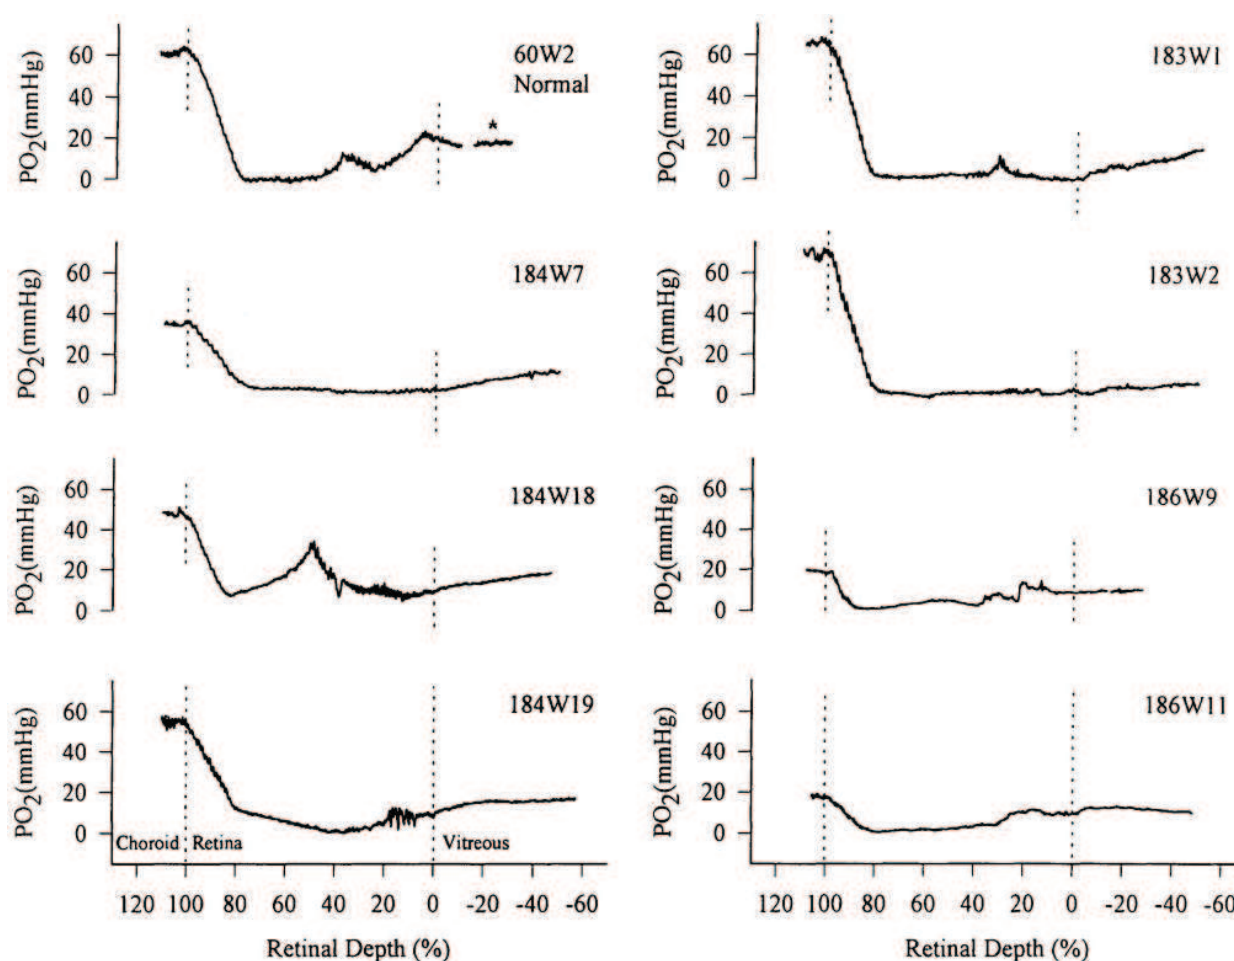 PO2(mmHg)
60
40
20
0
60W2
Normal
*
PO2(mmHg)
60
40
20
0
183W1
PO2(mmHg)
60
40
20
0
184W7
PO2(mmHg)
60
40
20
0
183W2
PO2(mmHg)
60
40
20
0
184W18
PO2(mmHg)
60
40
20
0
186W9
PO2(mmHg)
60
40
20
0
184W19
Choroid Retina Vitreous
PO2(mmHg)
60
40
20
0
186W11
120 100 80 60 40 20 0 -20 -40 -60
Retinal Depth (%)
120 100 80 60 40 20 0 -20 -40 -60
Retinal Depth (%)